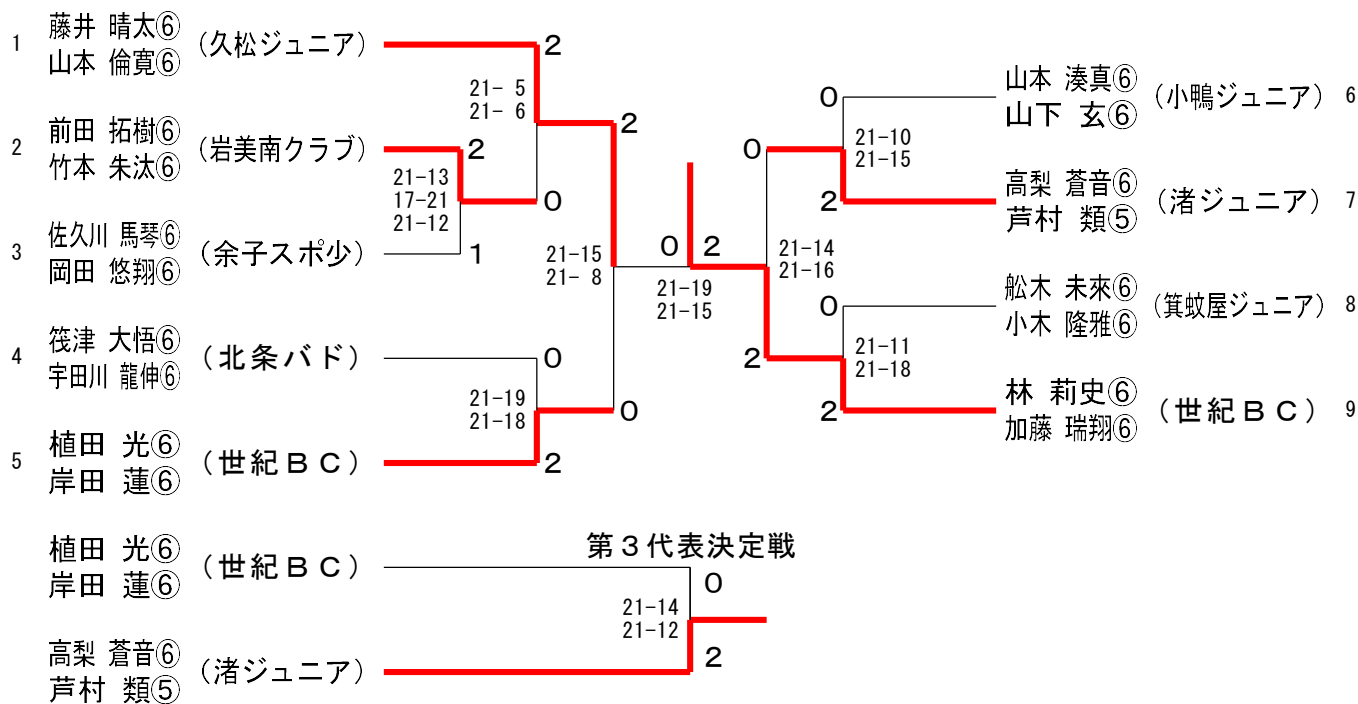 1 藤井 晴太⑥ (久松ジュニア) 2
山本 倫寛⑥
21- 5
21- 6
2
2 前田 拓樹⑥ (岩美南クラブ) 2
竹本 朱汰⑥
21-13
17-21
21-12
0
3 佐久川 馬琴⑥ (余子スポ少) 1
岡田 悠翔⑥
21-15
21- 8
4 筏津 大悟⑥ (北条バド) 0
宇田川 龍伸⑥
21-19
21-18
0
5 植田 光⑥ (世紀BC) 2
岸田 蓮⑥
0 2
21-19
21-15
0 山本 湊真⑥ (小鴨ジュニア) 6
山下 玄⑥
21-10
21-15
0
2 高梨 蒼音⑥ (渚ジュニア) 7
芦村 類⑤
21-14
21-16
0 舩木 未來⑥ (箕蚊屋ジュニア) 8
小木 隆雅⑥
21-11
21-18
2
2 林 莉史⑥ (世紀BC) 9
加藤 瑞翔⑥
第3代表決定戦
植田 光⑥ (世紀BC) 0
岸田 蓮⑥
21-14
21-12
高梨 蒼音⑥ (渚ジュニア) 2
芦村 類⑤